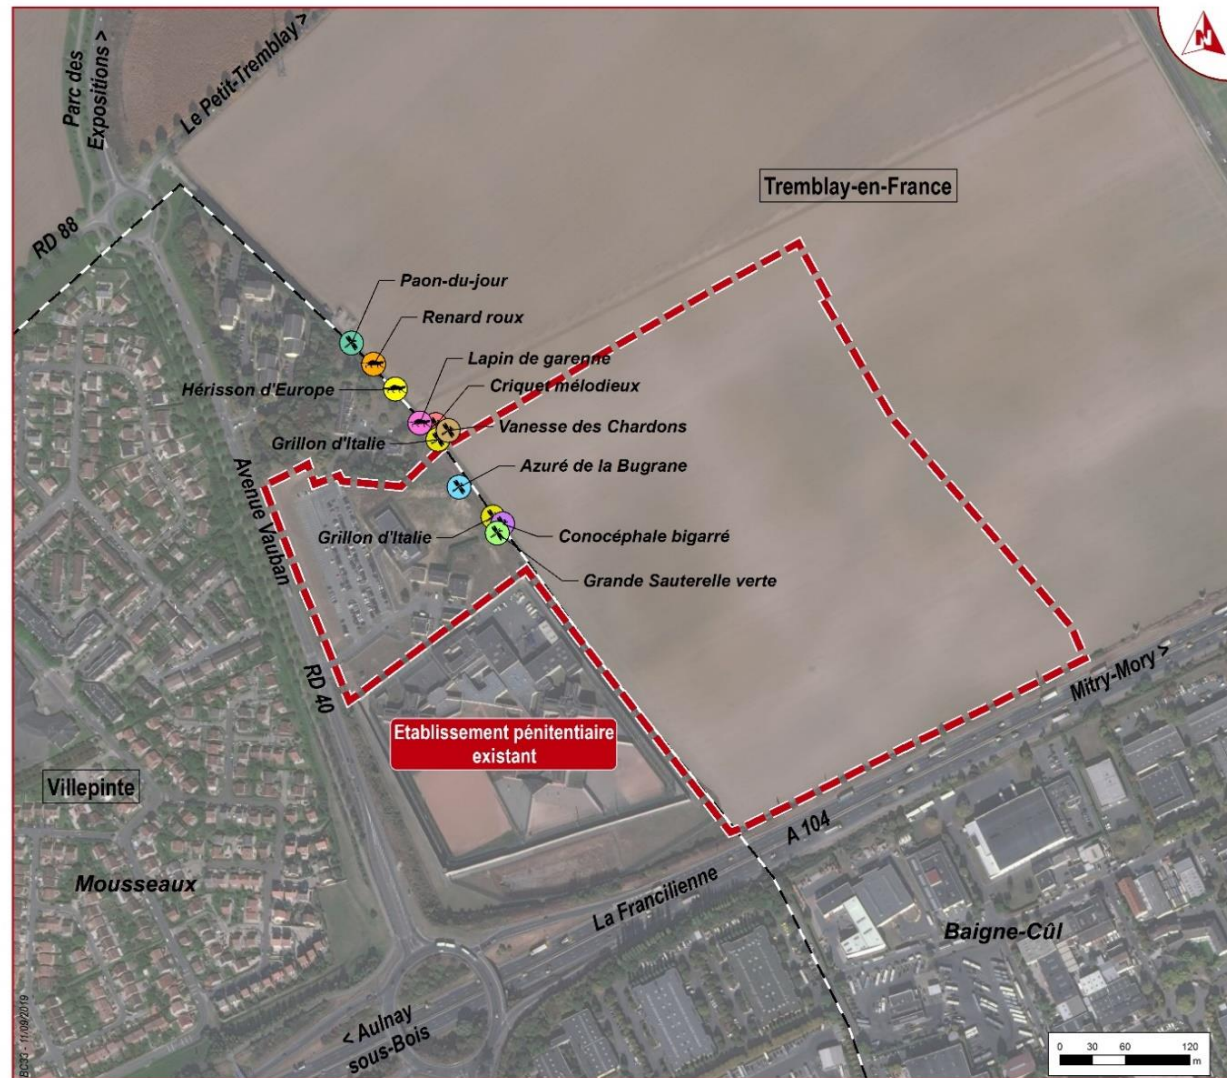 N
Parc des
Expositions >
Le Petit-Tremblay >
Tremblay-en-France
RD 88
Paon-du-jour
Renard roux
Lapin de garenne
Hérisson d'Europe
Criquet mélodieux
Vanesse des Chardons
Grillon d'Italie
Azuré de la Bugrane
Avenue Vauban
Grillon d'Italie
Conocéphale bigarré
Grande Sauterelle verte
RD 40
Mitry-Mory >
Etablissement pénitentiaire
existant
Villepinte
A 104
Mousseaux
La Francilienne
Baigne-Cûl
< Aulnay
sous-Bois
BC33 - 11/09/2019
0 30 60 120
m